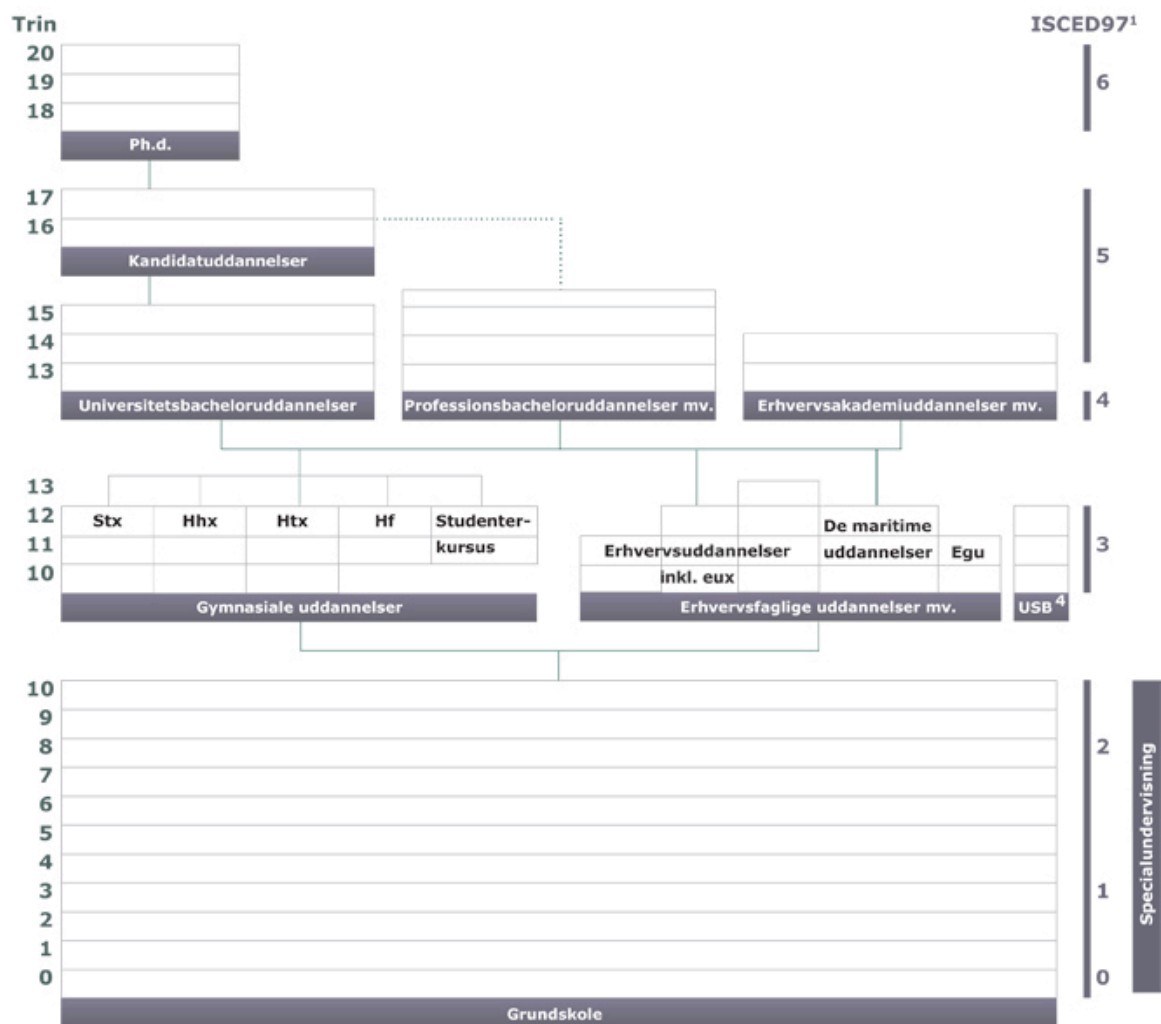 Trin
ISCED97¹
20
19
18
6
Ph.d.
17
16
5
Kandidatuddannelser
15
14
13
Universitetsbacheloruddannelser
Professionsbacheloruddannelser mv.
Erhvervsakademiuddannelser mv.
4
13
12
Stx
Hhx
Htx
Hf
Studenter-
kursus
11
10
Erhvervsuddannelser
inkl. eux
De maritime
uddannelser
Egu
3
Gymnasiale uddannelser
Erhvervsfaglige uddannelser mv.
USB⁴
10
9
8
7
6
5
4
3
2
1
0
2
1
0
Specialundervisning
Grundskole